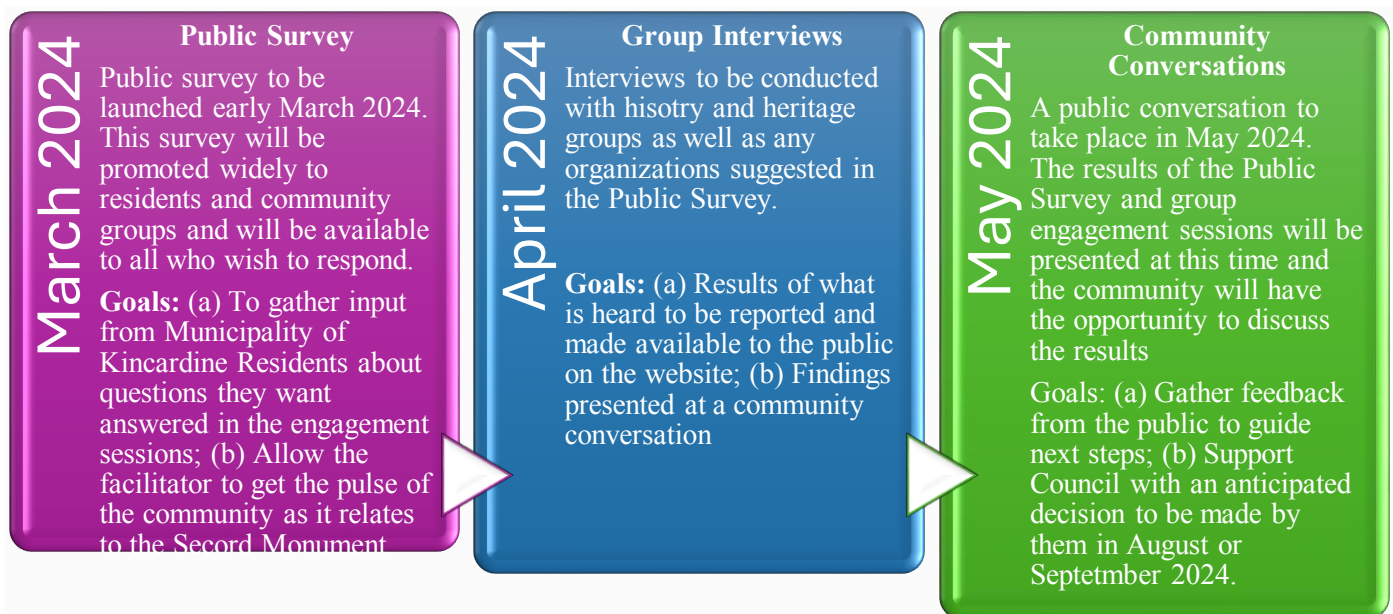 March 2024
Public Survey
Public survey to be
launched early March 2024.
This survey will be
promoted widely to
residents and community
groups and will be available
to all who wish to respond.
Goals: (a) To gather input
from Municipality of
Kincardine Residents about
questions they want
answered in the engagement
sessions; (b) Allow the
facilitator to get the pulse of
the community as it relates
to the Secord Monument
April 2024
Group Interviews
Interviews to be conducted
with hisotry and heritage
groups as well as any
organizations suggested in
the Public Survey.
Goals: (a) Results of what
is heard to be reported and
made available to the public
on the website; (b) Findings
presented at a community
conversation
May 2024
Community
Conversations
A public conversation to
take place in May 2024.
The results of the Public
Survey and group
engagement sessions will be
presented at this time and
the community will have
the opportunity to discuss
the results
Goals: (a) Gather feedback
from the public to guide
next steps; (b) Support
Council with an anticipated
decision to be made by
them in August or
Septetmber 2024.